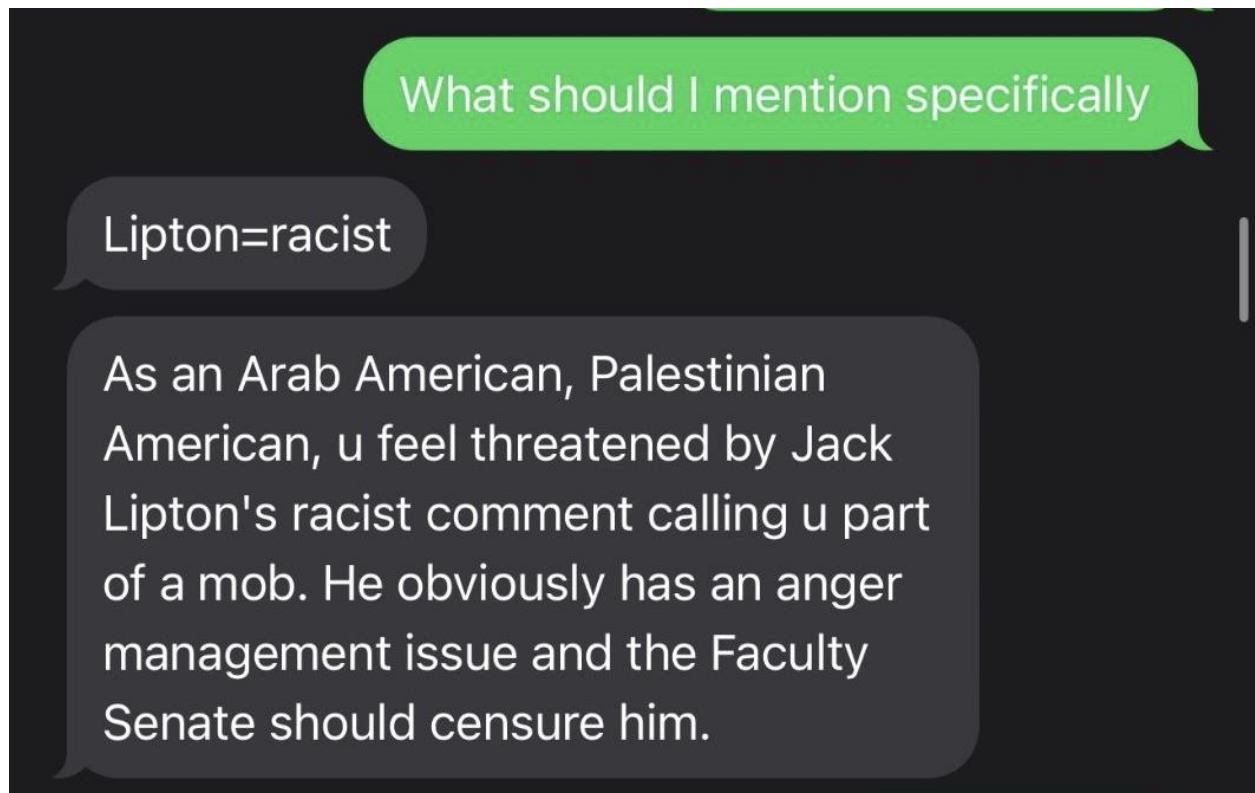 What should I mention specifically
Lipton=racist
As an Arab American, Palestinian
American, u feel threatened by Jack
Lipton's racist comment calling u part
of a mob. He obviously has an anger
management issue and the Faculty
Senate should censure him.